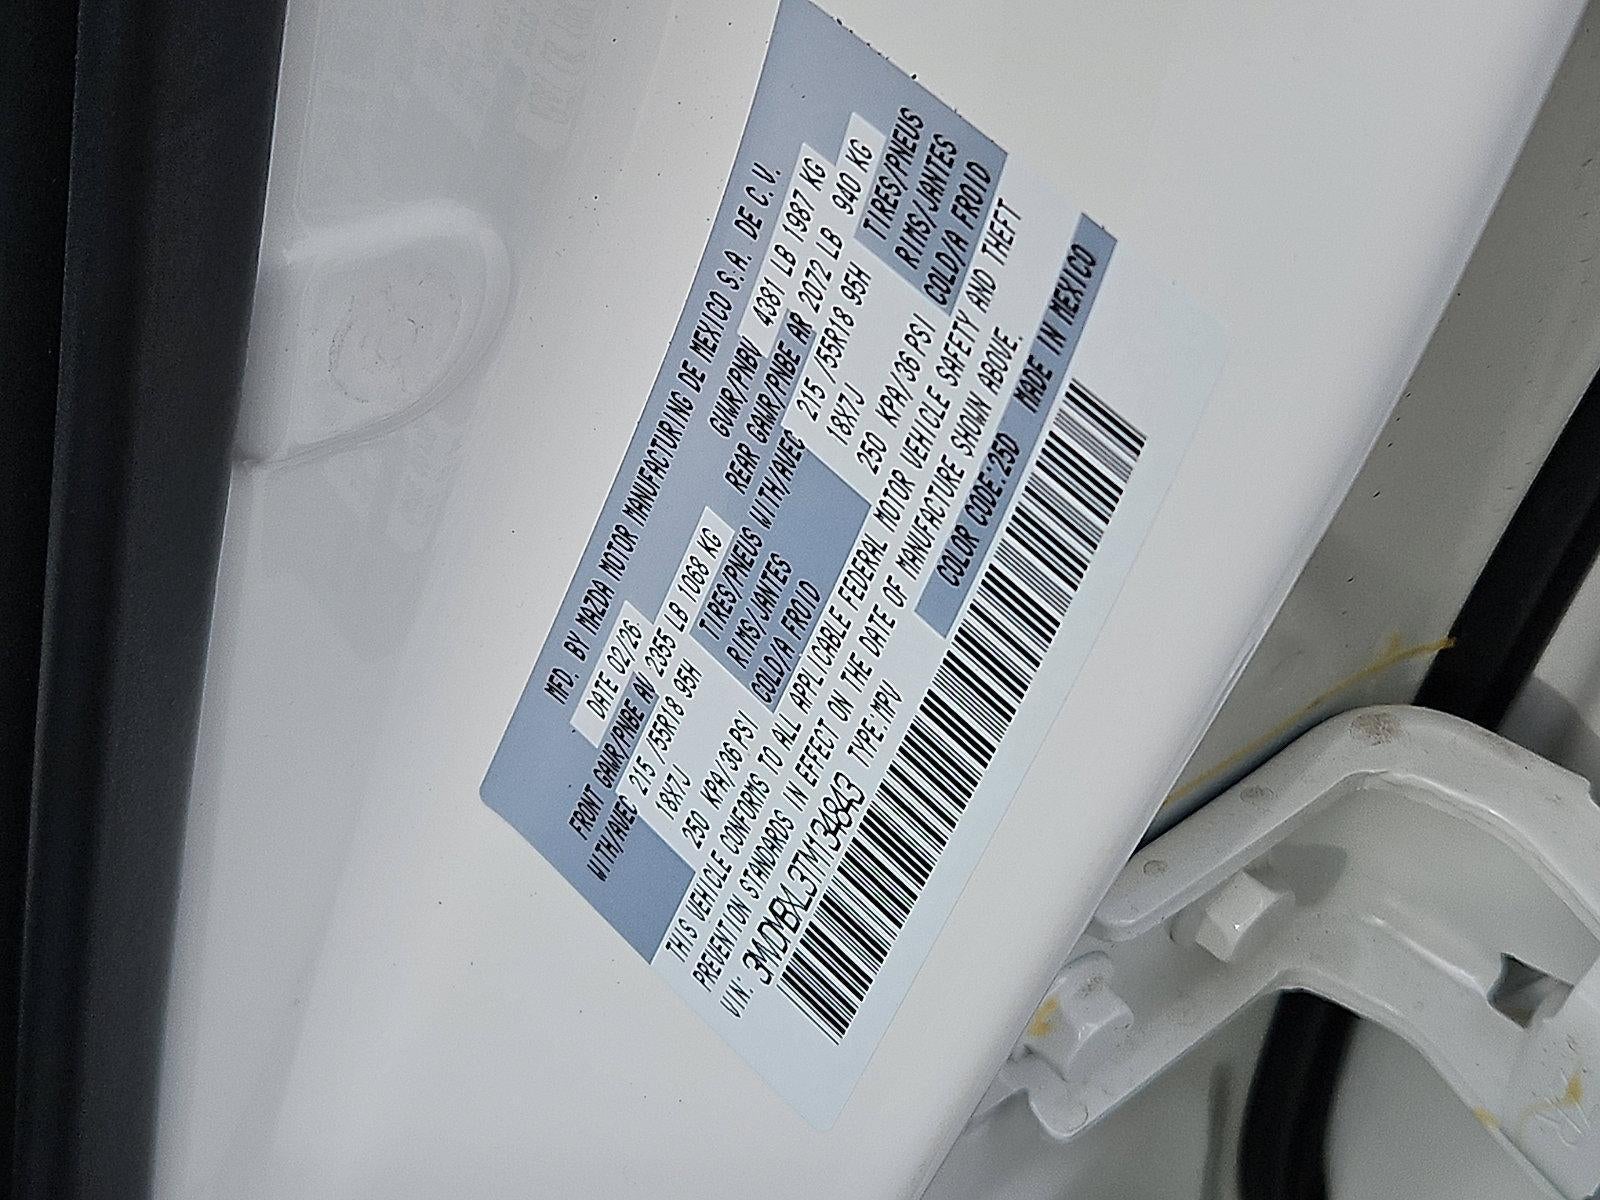 MFD. BY MAZDA MOTOR MANUFACTURING DE MEXICO S.A. DE C.V.
DATE 02/26 GVWR/PNBV 4381 LB 1987 KG
FRONT GAWR/PNBE AV 2355 LB 1068 KG REAR GAWR/PNBE AR 2072 LB 940 KG
WITH/AVEC 215 /55R18 95H TIRES/PNEUS WITH/AVEC 215 /55R18 95H TIRES/PNEUS
18X7J RIMS/JANTES 18X7J RIMS/JANTES
250 KPA/36 PSI COLD/A FROID 250 KPA/36 PSI COLD/A FROID
THIS VEHICLE CONFORMS TO ALL APPLICABLE FEDERAL MOTOR VEHICLE SAFETY AND THEFT
PREVENTION STANDARDS IN EFFECT ON THE DATE OF MANUFACTURE SHOWN ABOVE.
VIN: 3MVDMBXL3TM134843 TYPE:MPV COLOR CODE:25D MADE IN MEXICO